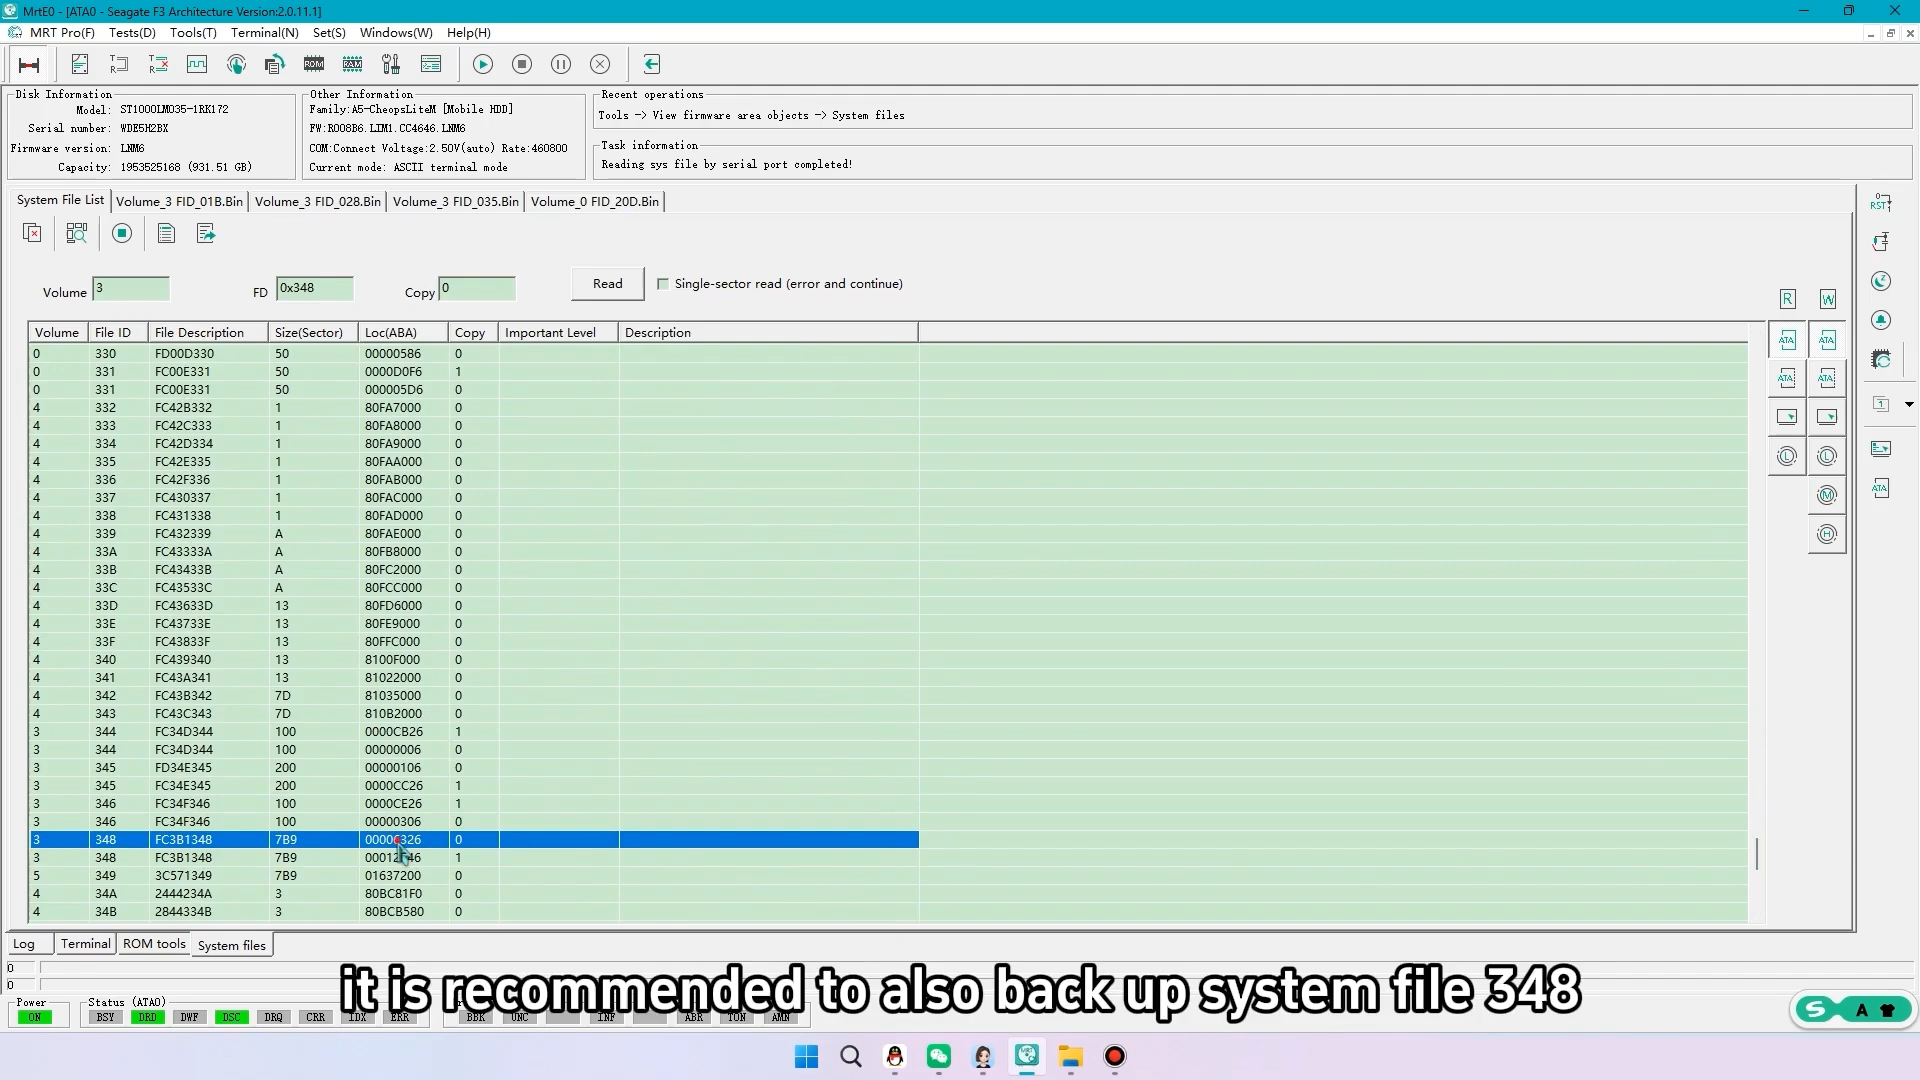 MrtE0 - [ATA0 - Seagate F3 Architecture Version:2.0.11.1]
MRT Pro(F) Tests(D) Tools(T) Terminal(N) Set(S) Windows(W) Help(H)
Disk Information
Model: ST1000LM035-1RK172
Serial number: WDE5H2BX
Firmware version: LNM6
Capacity: 1953525168 (931.51 GB)
Other Information
Family:A5-CheopsLiteM [Mobile HDD]
FW:R008B6.LIM1.CC4646.LNM6
COM:Connect Voltage:2.50V(auto) Rate:460800
Current mode: ASCII terminal mode
Recent operations
Tools -> View firmware area objects -> System files
Task information
Reading sys file by serial port completed!
System File List Volume_3 FID_01B.Bin Volume_3 FID_028.Bin Volume_3 FID_035.Bin Volume_0 FID_20D.Bin
Volume 3 FD 0x348 Copy 0 Read Single-sector read (error and continue)
Volume File ID File Description Size(Sector) Loc(ABA) Copy Important Level Description
0 330 FD00D330 50 00000586 0
0 331 FC00E331 50 0000D0F6 1
0 331 FC00E331 50 000005D6 0
4 332 FC42B332 1 80FA7000 0
4 333 FC42C333 1 80FA8000 0
4 334 FC42D334 1 80FA9000 0
4 335 FC42E335 1 80FAA000 0
4 336 FC42F336 1 80FAB000 0
4 337 FC430337 1 80FAC000 0
4 338 FC431338 1 80FAD000 0
4 339 FC432339 A 80FAE000 0
4 33A FC43333A A 80FB8000 0
4 33B FC43433B A 80FC2000 0
4 33C FC43533C A 80FCC000 0
4 33D FC43633D 13 80FD6000 0
4 33E FC43733E 13 80FE9000 0
4 33F FC43833F 13 80FFC000 0
4 340 FC439340 13 8100F000 0
4 341 FC43A341 13 81022000 0
4 342 FC43B342 7D 81035000 0
4 343 FC43C343 7D 810B2000 0
3 344 FC34D344 100 0000CB26 1
3 344 FC34D344 100 00000006 0
3 345 FD34E345 200 00000106 0
3 345 FC34E345 200 0000CC26 1
3 346 FC34F346 100 0000CE26 1
3 346 FC34F346 100 00000306 0
3 348 FC3B1348 7B9 0
3 348 FC3B1348 7B9 1
5 349 3C571349 7B9 01637200 0
4 34A 2444234A 3 80BC81F0 0
4 34B 2844334B 3 80BCB580 0
R W
RST
ROM RAM
ATA ATA
ATA ATA
L L
M
H
1
ATA
Log Terminal ROM tools System files
0
0
it is recommended to also back up system file 348
Power
ON
Status (ATA0)
BSY DRD DWF DSC DRQ CRR IDX ERR
BBK UNC INF ABR TON AMN
S A